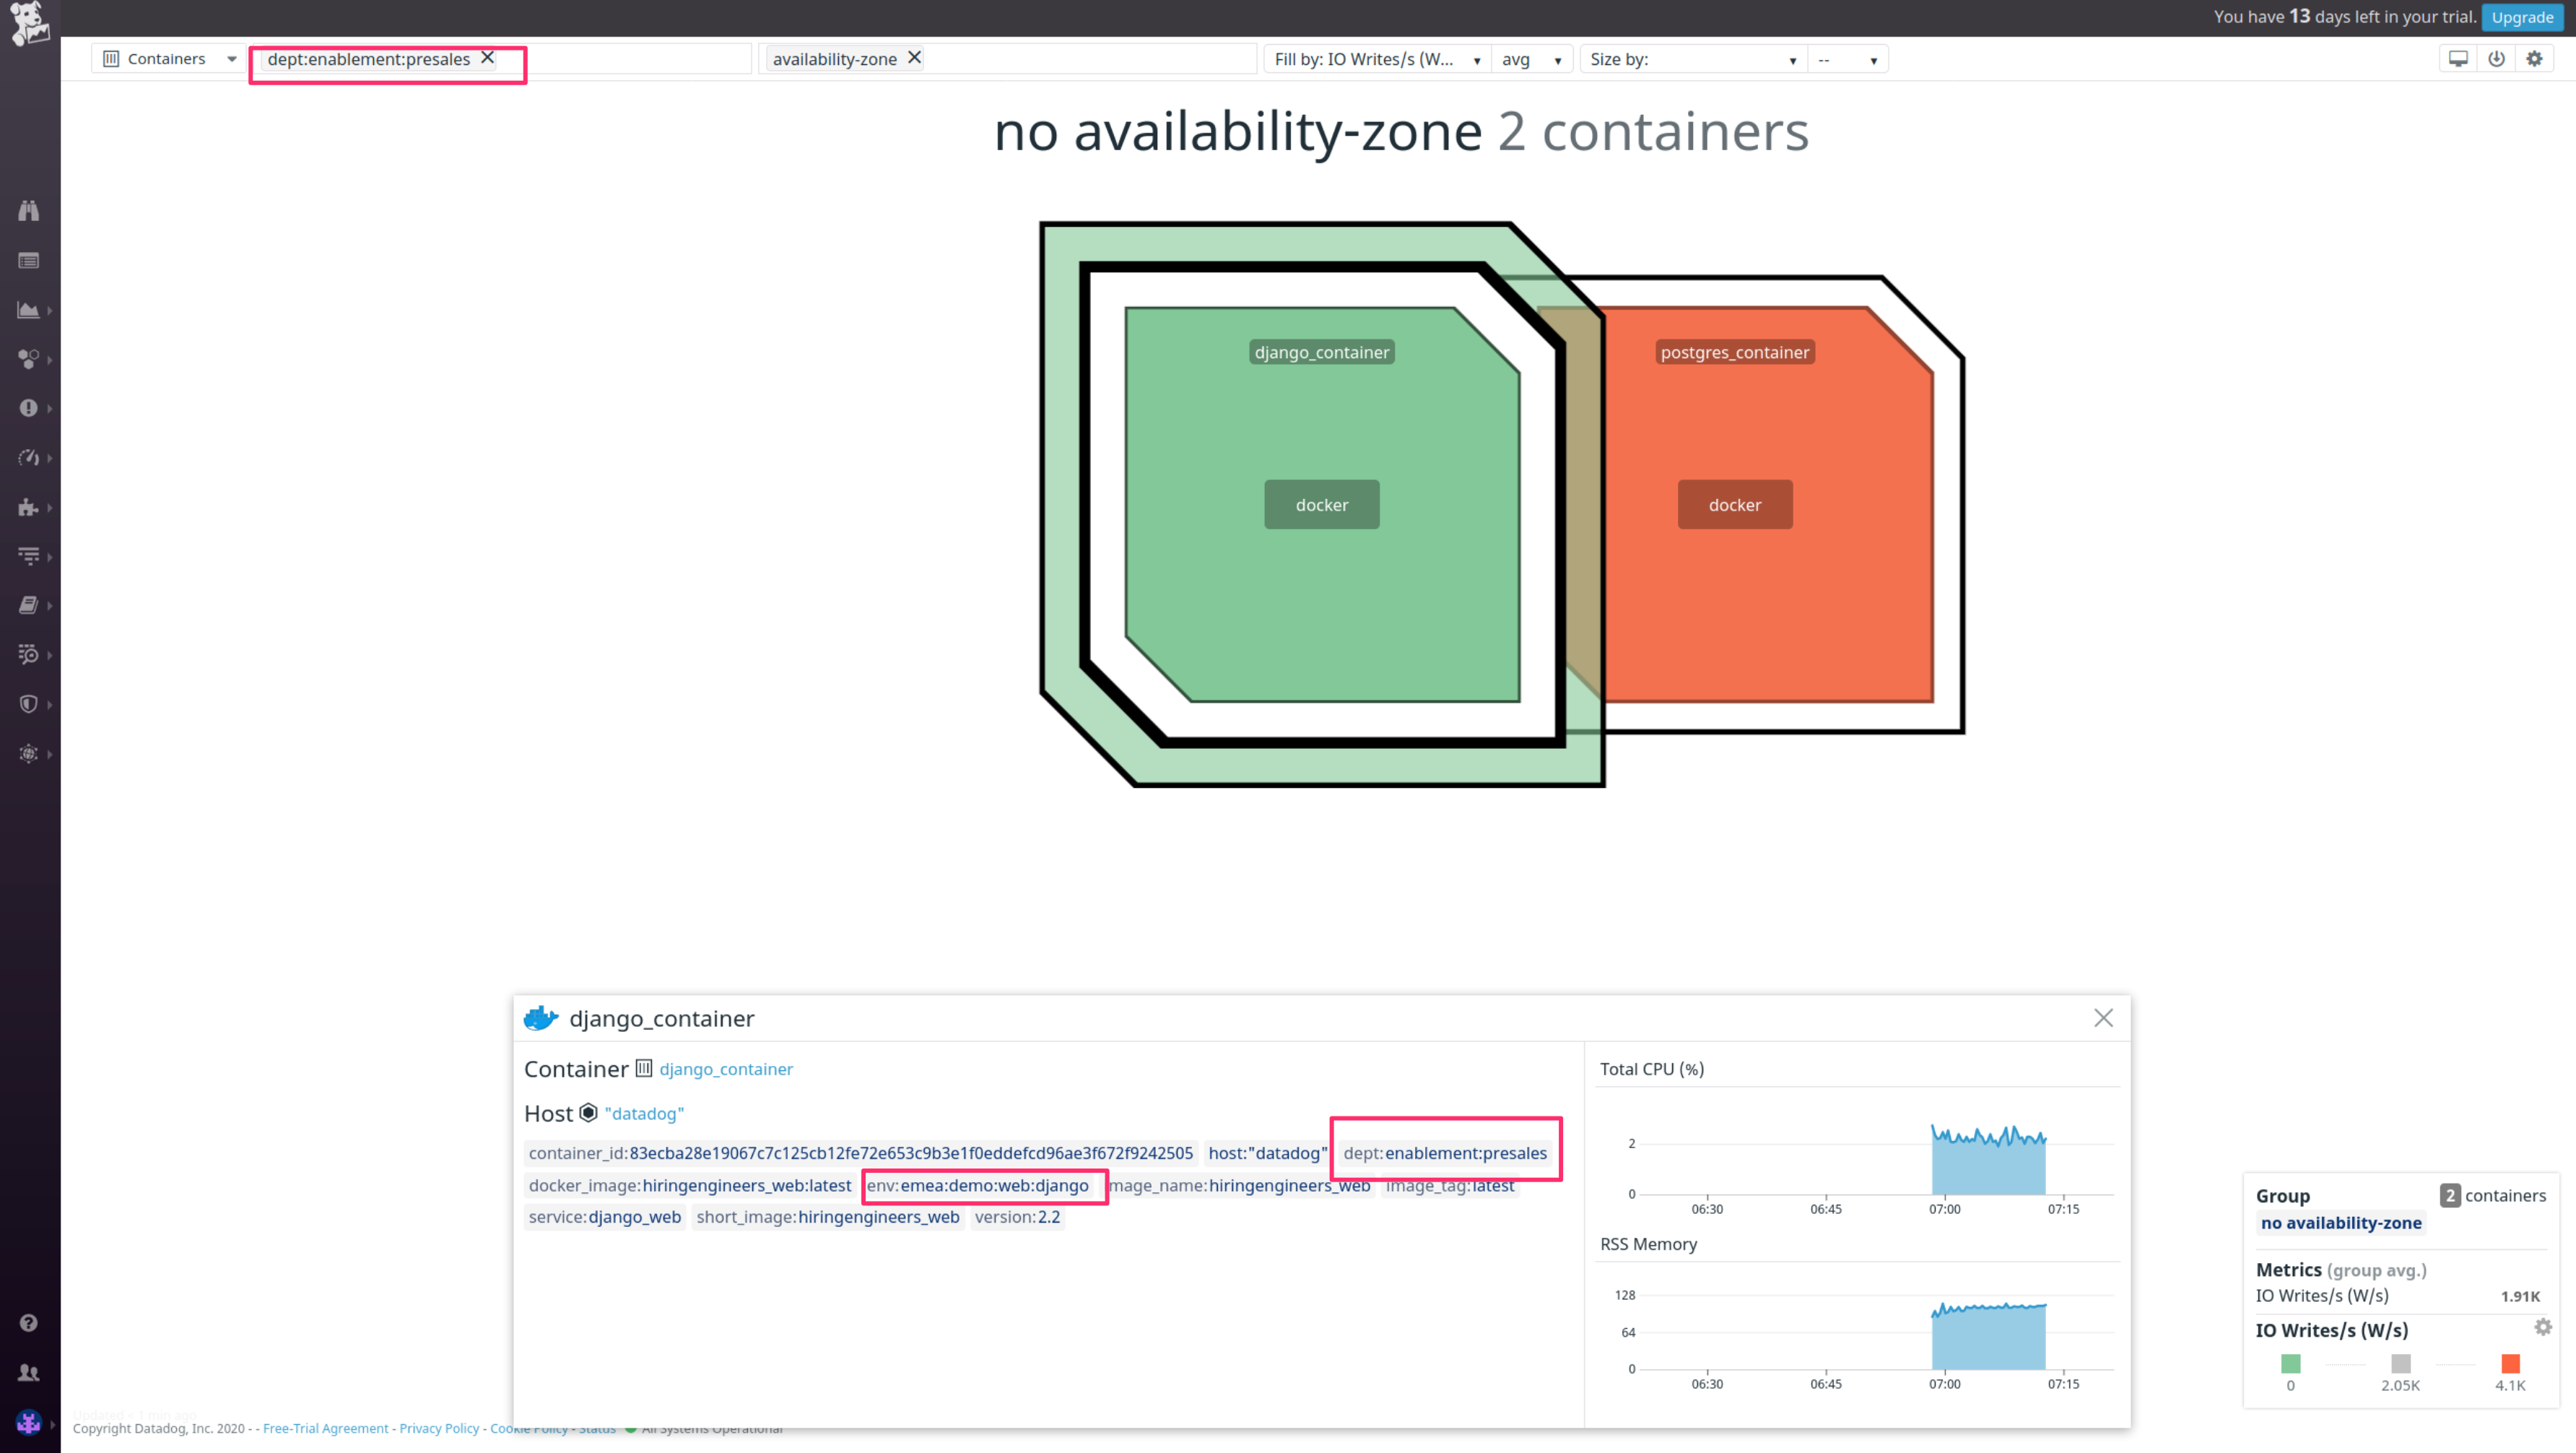 You have 13 days left in your trial. Upgrade
Containers dept:enablement:presales availability-zone Fill by: IO Writes/s (W... avg Size by: --
no availability-zone 2 containers
django_container postgres_container
docker docker
django_container
Container django_container
Host "datadog"
container_id:83ecba28e19067c7c125cb12fe72e653c9b3e1f0eddefcd96ae3f672f9242505 host:"datadog" dept:enablement:presales
docker_image:hiringengineers_web:latest env:emea:demo:web:django mage_name:hiringengineers_web image_tag:latest
service:django_web short_image:hiringengineers_web version:2.2
Total CPU (%)
2
0
06:30 06:45 07:00 07:15
RSS Memory
128
64
0
06:30 06:45 07:00 07:15
Group 2 containers
no availability-zone
Metrics (group avg.)
IO Writes/s (W/s) 1.91K
IO Writes/s (W/s)
0 2.05K 4.1K
Updated < 1 min ago
Copyright Datadog, Inc. 2020 - - Free-Trial Agreement - Privacy Policy - Cookie Policy - Status All Systems Operational